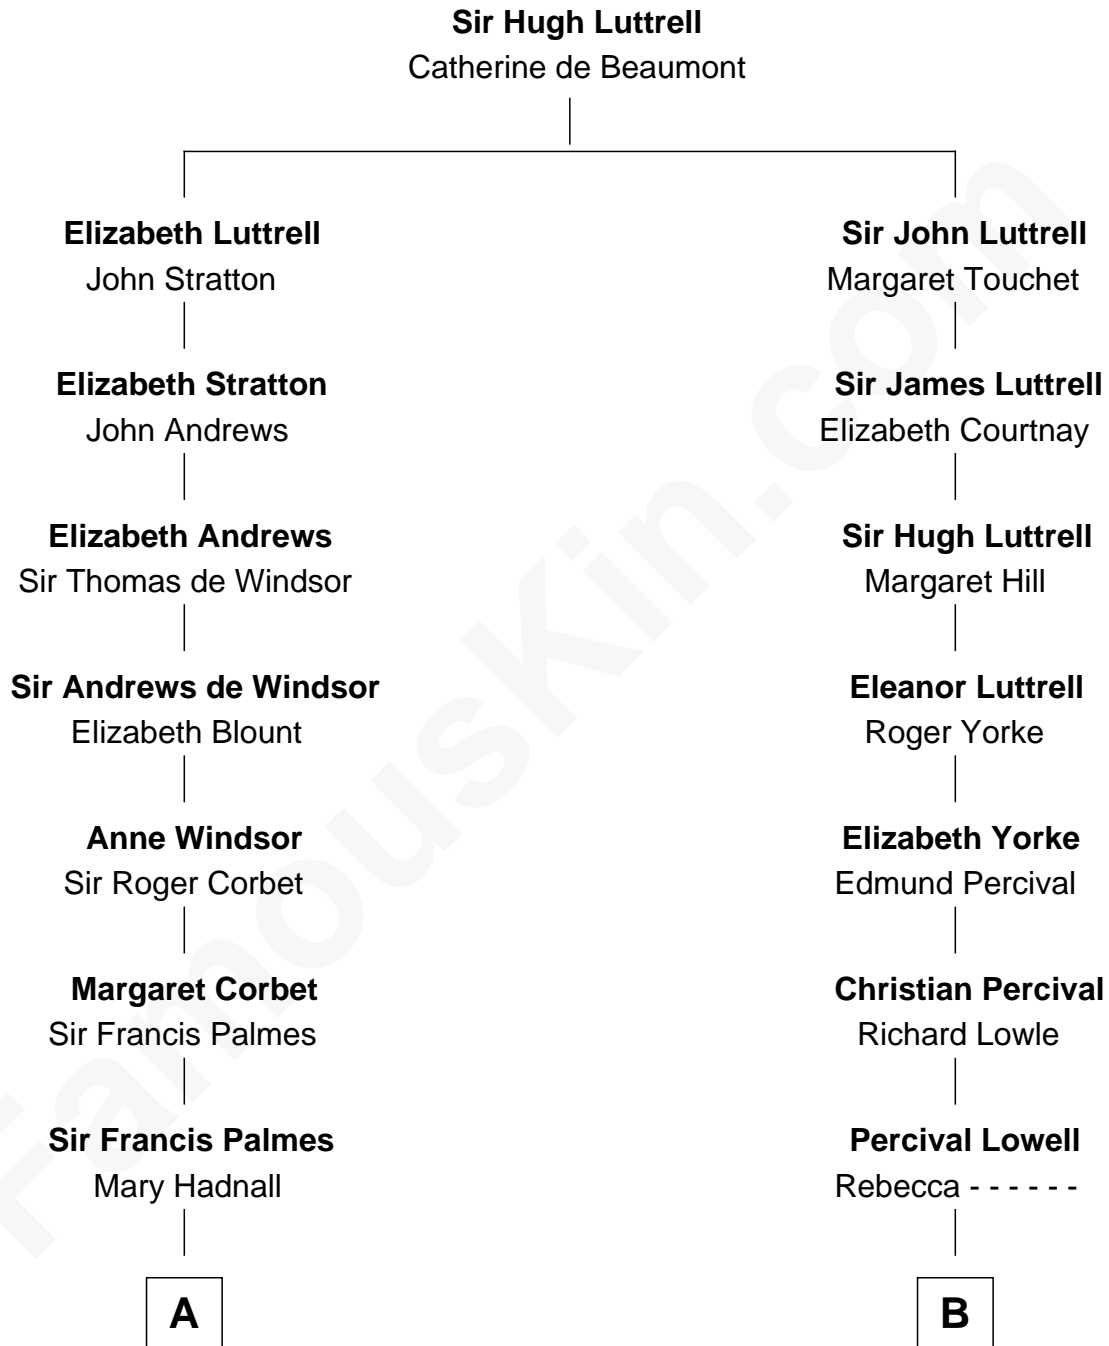 Sir Hugh Luttrell
Catherine de Beaumont
Elizabeth Luttrell
John Stratton
Sir John Luttrell
Margaret Touchet
Elizabeth Stratton
John Andrews
Sir James Luttrell
Elizabeth Courtnay
Elizabeth Andrews
Sir Thomas de Windsor
Sir Hugh Luttrell
Margaret Hill
Sir Andrews de Windsor
Elizabeth Blount
Eleanor Luttrell
Roger Yorke
Anne Windsor
Sir Roger Corbet
Elizabeth Yorke
Edmund Percival
Margaret Corbet
Sir Francis Palmes
Christian Percival
Richard Lowle
Sir Francis Palmes
Mary Hadnall
Percival Lowell
Rebecca - - - - - -
A
B
FamousKin.com